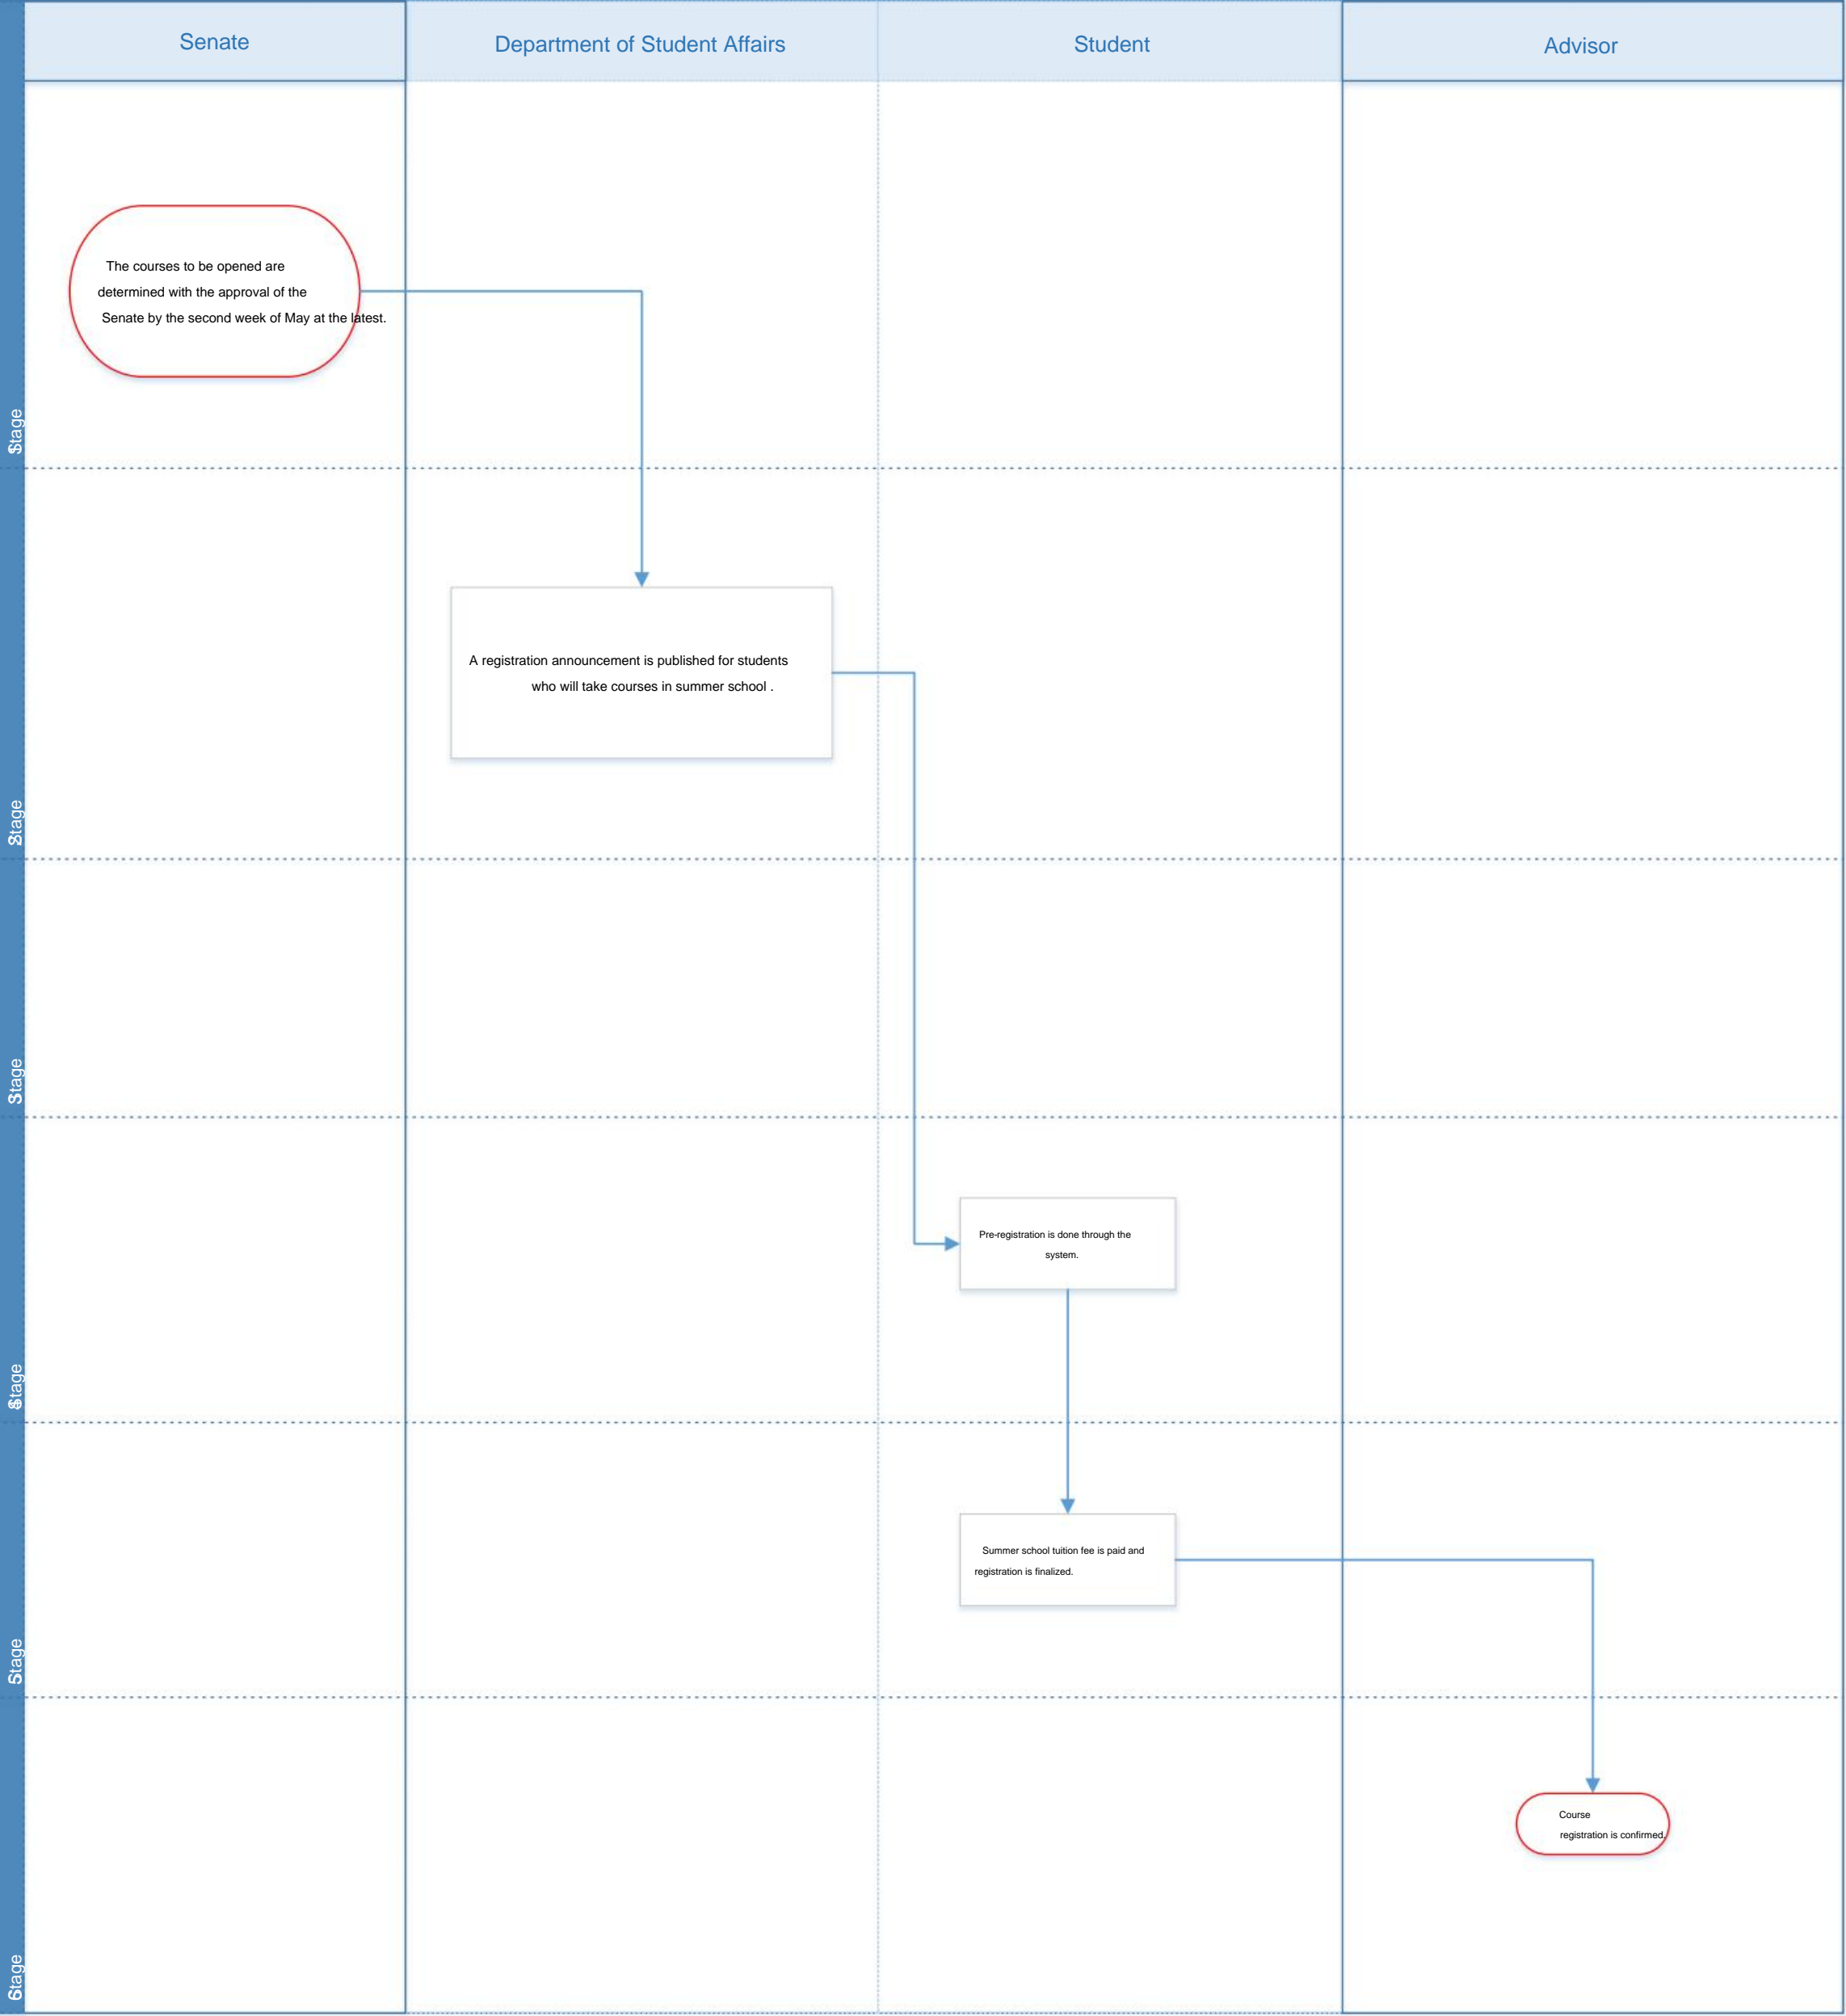 Senate
Department of Student Affairs
Student
Advisor
The courses to be opened are
determined with the approval of the
Senate by the second week of May at the latest.
Stage
A registration announcement is published for students
who will take courses in summer school .
Stage
Stage
Pre-registration is done through the
system.
Stage
Summer school tuition fee is paid and
registration is finalized.
Stage
Course
registration is confirmed.
Stage